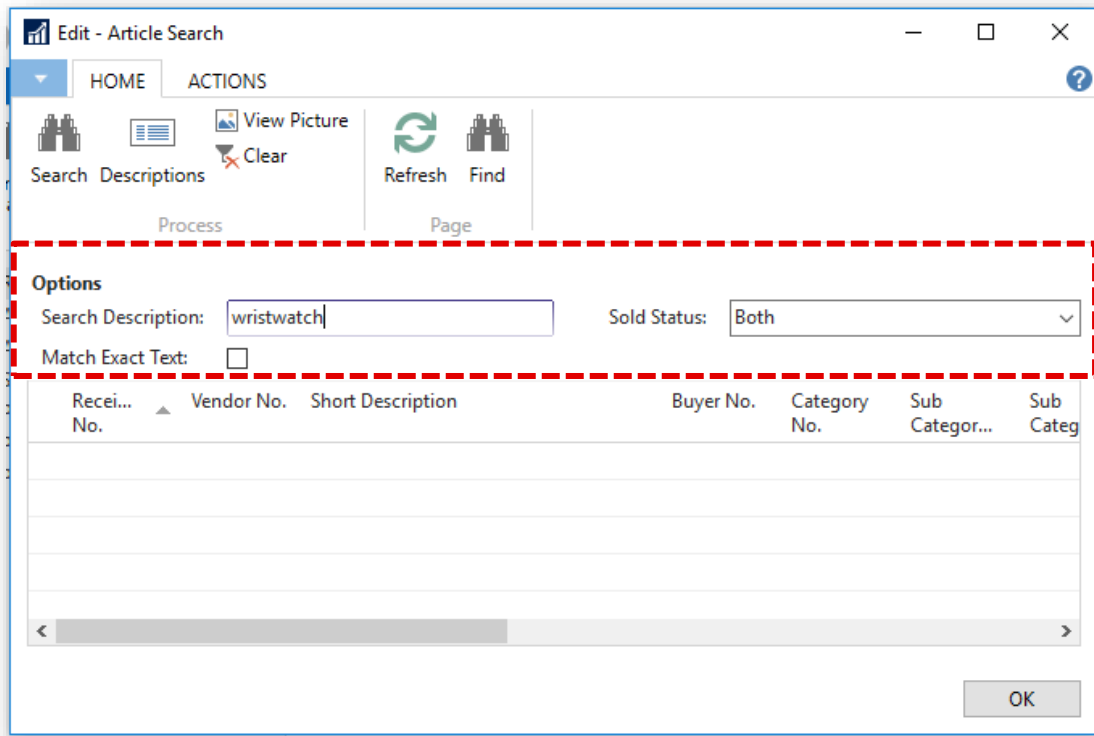 Edit - Article Search
HOME ACTIONS
?
Search
Descriptions
View Picture
Clear
Refresh
Find
Process
Page
Options
Search Description: wristwatch Sold Status: Both
Match Exact Text:
Recei... Vendor No. Short Description Buyer No. Category Sub Sub
No. No. Categor... Categ
OK